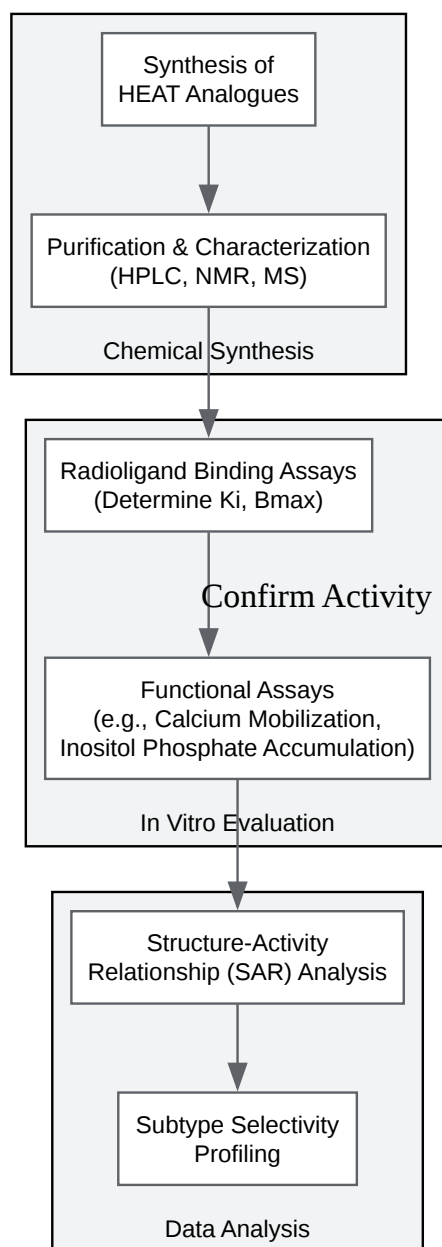 Synthesis of
HEAT Analogues
Purification & Characterization
(HPLC, NMR, MS)
Chemical Synthesis
Radioligand Binding Assays
(Determine Ki, Bmax)
Confirm Activity
Functional Assays
(e.g., Calcium Mobilization,
Inositol Phosphate Accumulation)
In Vitro Evaluation
Structure-Activity
Relationship (SAR) Analysis
Subtype Selectivity
Profiling
Data Analysis